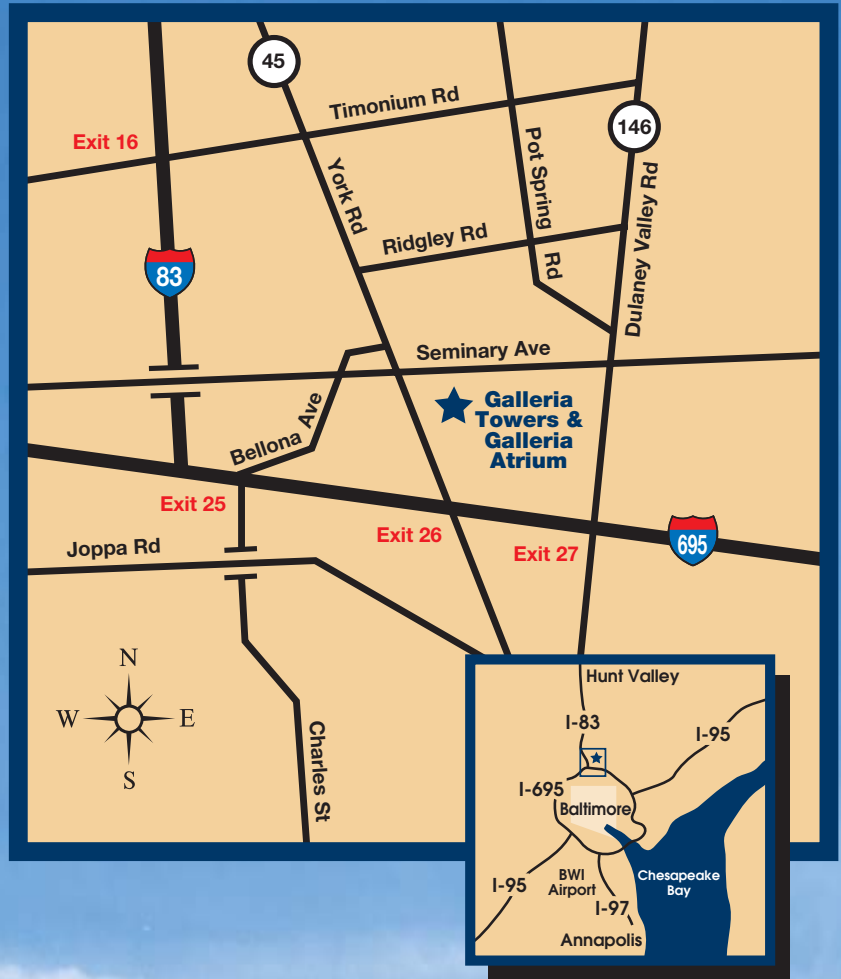 45
Timonium Rd
146
Exit 16
York Rd
Pot Spring
Rd
Dulaney Valley Rd
Ridgley Rd
83
Seminary Ave
Galleria
Towers &
Galleria
Atrium
Bellona Ave
Exit 25
Exit 26
Exit 27
695
Joppa Rd
N
W
E
S
Charles St
Hunt Valley
I-83
I-95
I-695
Baltimore
I-95
BWI
Airport
Chesapeake
Bay
I-97
Annapolis